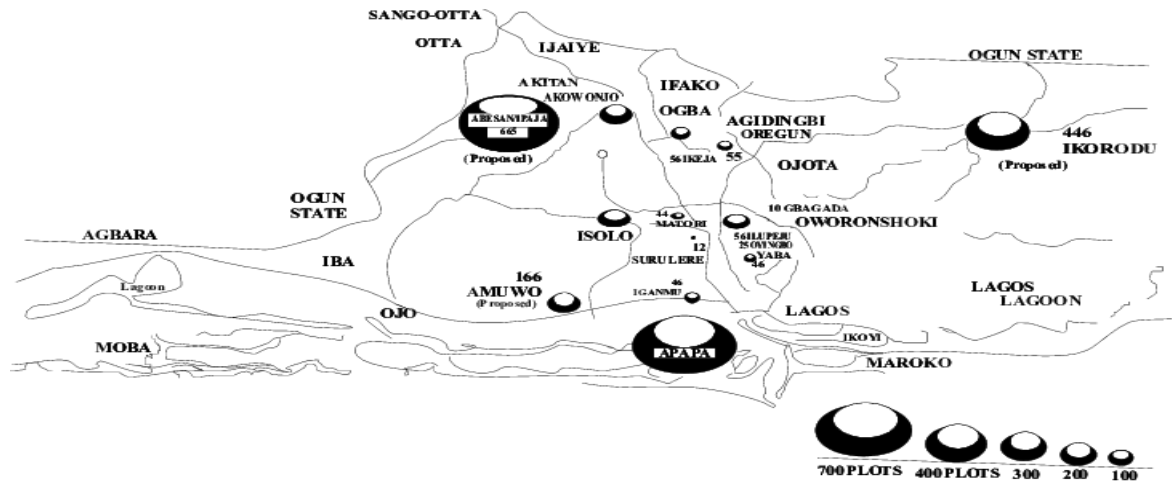 SANGO-OTTA
OTTA
IJAIYE
OGUN STATE
AKITAN
AKOWONJO
IFAKO
OGBA
ABESAN/IPAJA
665
(Proposed)
AGIDINGBI
OREGUN
446
IKORODU
(Proposed)
56 IKEJA
55
OJOTA
OGUN
STATE
10 GBAGADA
OWORONSHOKI
44
MATORI
ISOLO
12
56 ILUPEJU
25 OYINGBO
YABA
46
AGBARA
IBA
SURULERE
166
AMUWO
(Proposed)
46
IGANMU
Lagoon
LAGOS
LAGOON
OJO
LAGOS
IKOYI
MOBA
APAPA
MAROKO
700 PLOTS
400 PLOTS
300
200
100